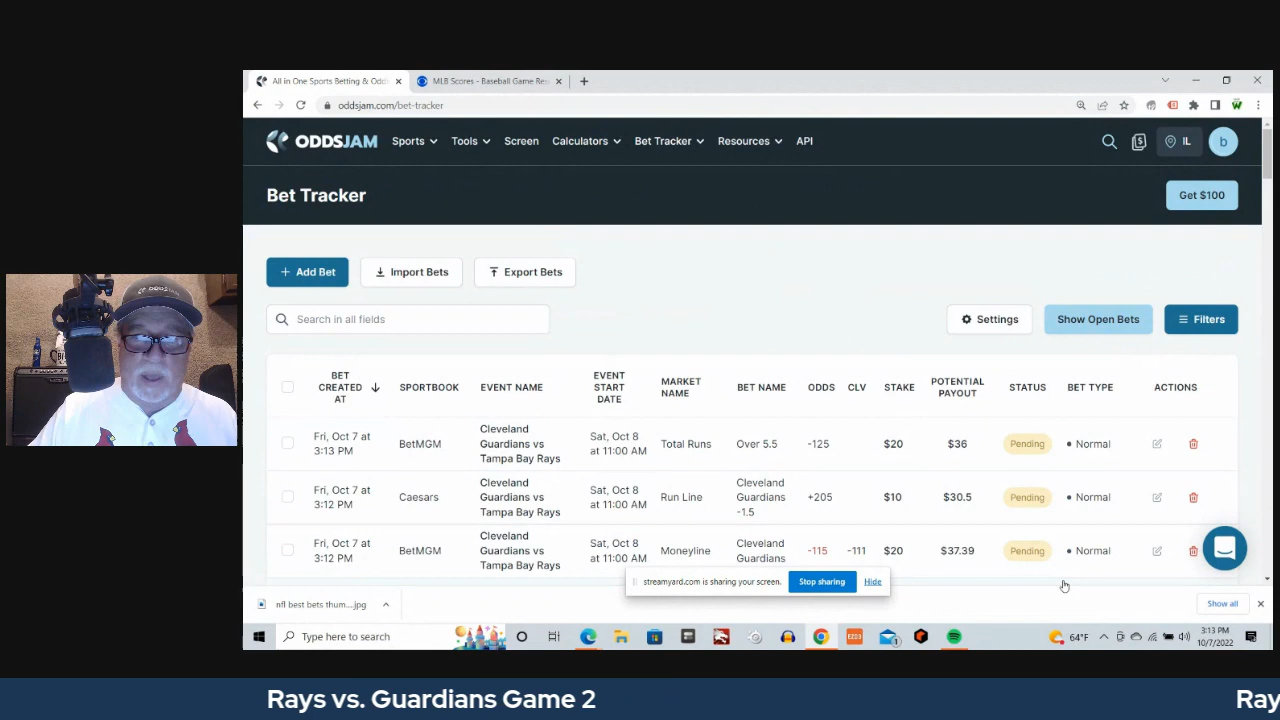 All in One Sports Betting & Odds
MLB Scores - Baseball Game Res
oddsjam.com/bet-tracker
ODDSJAM Sports Tools Screen Calculators Bet Tracker Resources API IL b
Bet Tracker
Get $100
+ Add Bet Import Bets Export Bets
Search in all fields
Settings Show Open Bets Filters
BET CREATED AT
SPORTBOOK
EVENT NAME
EVENT START DATE
MARKET NAME
BET NAME
ODDS
CLV
STAKE
POTENTIAL PAYOUT
STATUS
BET TYPE
ACTIONS
Fri, Oct 7 at
3:13 PM
BetMGM
Cleveland
Guardians vs
Tampa Bay Rays
Sat, Oct 8
at 11:00 AM
Total Runs
Over 5.5
-125
$20
$36
Pending
Normal
Fri, Oct 7 at
3:12 PM
Caesars
Cleveland
Guardians vs
Tampa Bay Rays
Sat, Oct 8
at 11:00 AM
Run Line
Cleveland
Guardians
-1.5
+205
$10
$30.5
Pending
Normal
Fri, Oct 7 at
3:12 PM
BetMGM
Cleveland
Guardians vs
Tampa Bay Rays
Sat, Oct 8
at 11:00 AM
Moneyline
Cleveland
Guardians
-115
-111
$20
$37.39
Pending
Normal
streamyard.com is sharing your screen. Stop sharing Hide
nfl best bets thum....jpg
Show all
Type here to search
64°F
3:13 PM
10/7/2022
Rays vs. Guardians Game 2
Ray